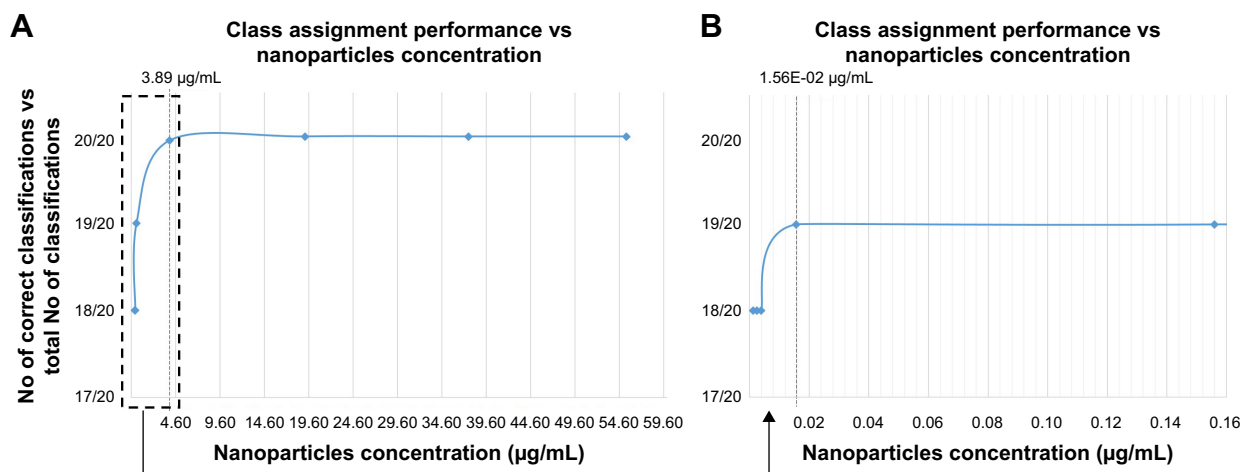 A
Class assignment performance vs
nanoparticles concentration
3.89 µg/mL
No of correct classifications vs
total No of classifications
20/20
19/20
18/20
17/20
4.60 9.60 14.60 19.60 24.60 29.60 34.60 39.60 44.60 49.60 54.60 59.60
Nanoparticles concentration (µg/mL)
B
Class assignment performance vs
nanoparticles concentration
1.56E-02 µg/mL
20/20
19/20
18/20
17/20
0.02 0.04 0.06 0.08 0.10 0.12 0.14 0.16
Nanoparticles concentration (µg/mL)